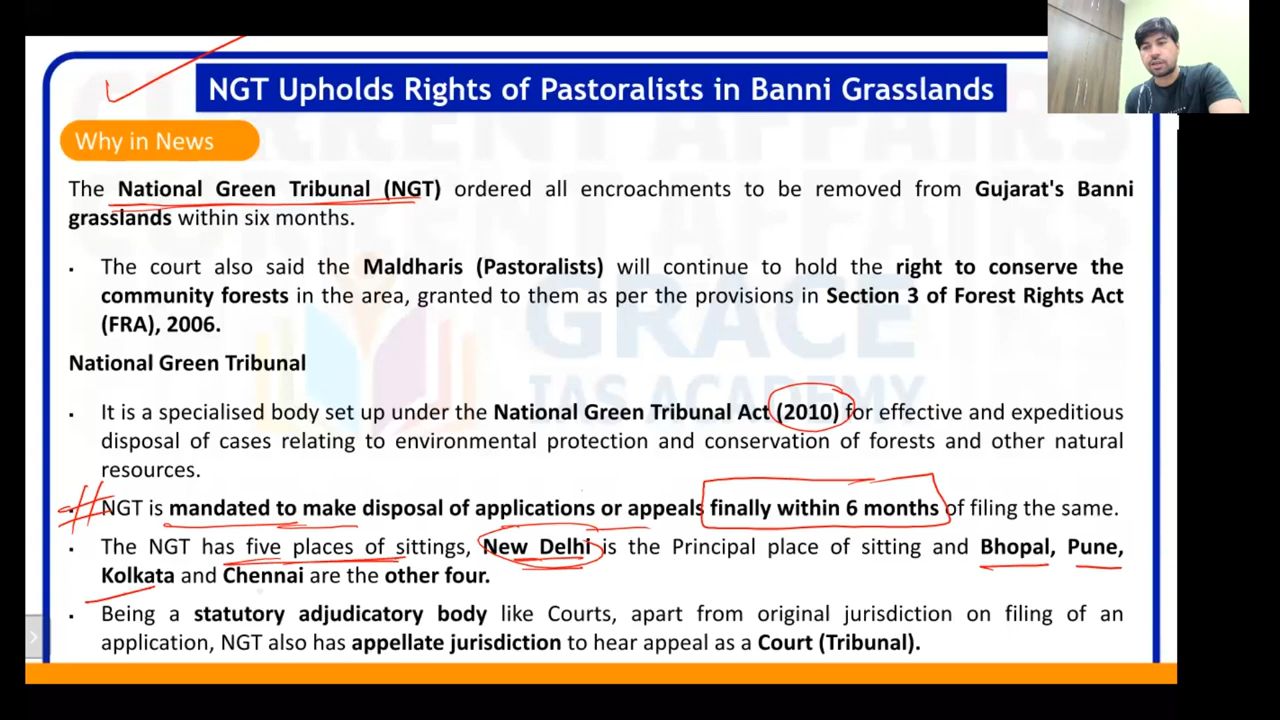 NGT Upholds Rights of Pastoralists in Banni Grasslands
Why in News
The National Green Tribunal (NGT) ordered all encroachments to be removed from Gujarat's Banni
grasslands within six months.
▪ The court also said the Maldharis (Pastoralists) will continue to hold the right to conserve the
community forests in the area, granted to them as per the provisions in Section 3 of Forest Rights Act
(FRA), 2006.
National Green Tribunal
▪ It is a specialised body set up under the National Green Tribunal Act (2010) for effective and expeditious
disposal of cases relating to environmental protection and conservation of forests and other natural
resources.
▪ NGT is mandated to make disposal of applications or appeals finally within 6 months of filing the same.
▪ The NGT has five places of sittings, New Delhi is the Principal place of sitting and Bhopal, Pune,
Kolkata and Chennai are the other four.
▪ Being a statutory adjudicatory body like Courts, apart from original jurisdiction on filing of an
application, NGT also has appellate jurisdiction to hear appeal as a Court (Tribunal).
CURRENT AFFAIRS
GRACE
IAS ACADEMY